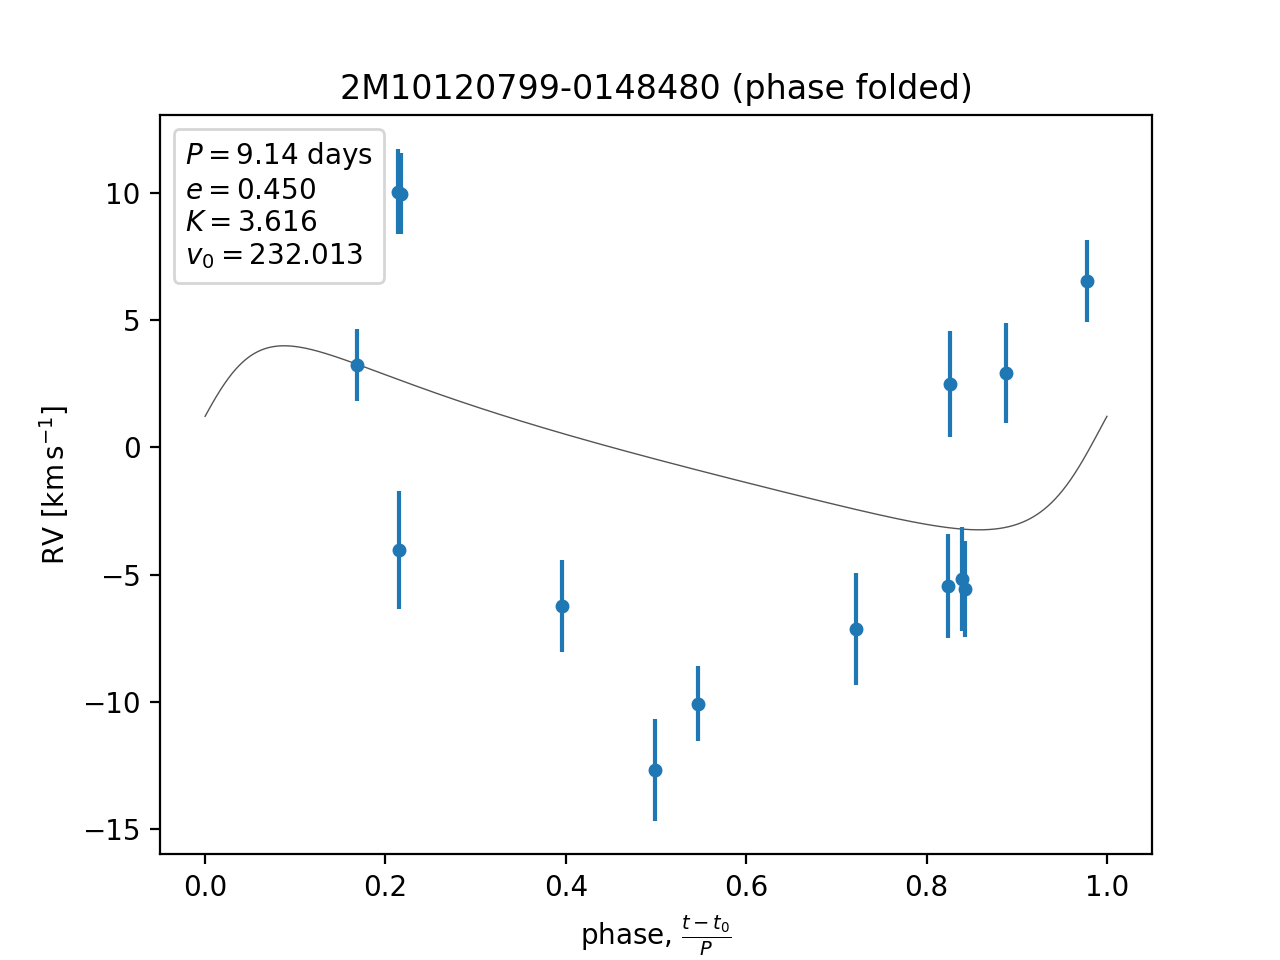 2M10120799-0148480 (phase folded)
P = 9.14 days
e = 0.450
K = 3.616
v₀ = 232.013
10
5
0
−5
−10
−15
RV [km s⁻¹]
0.0 0.2 0.4 0.6 0.8 1.0
phase, (t − t₀)/P